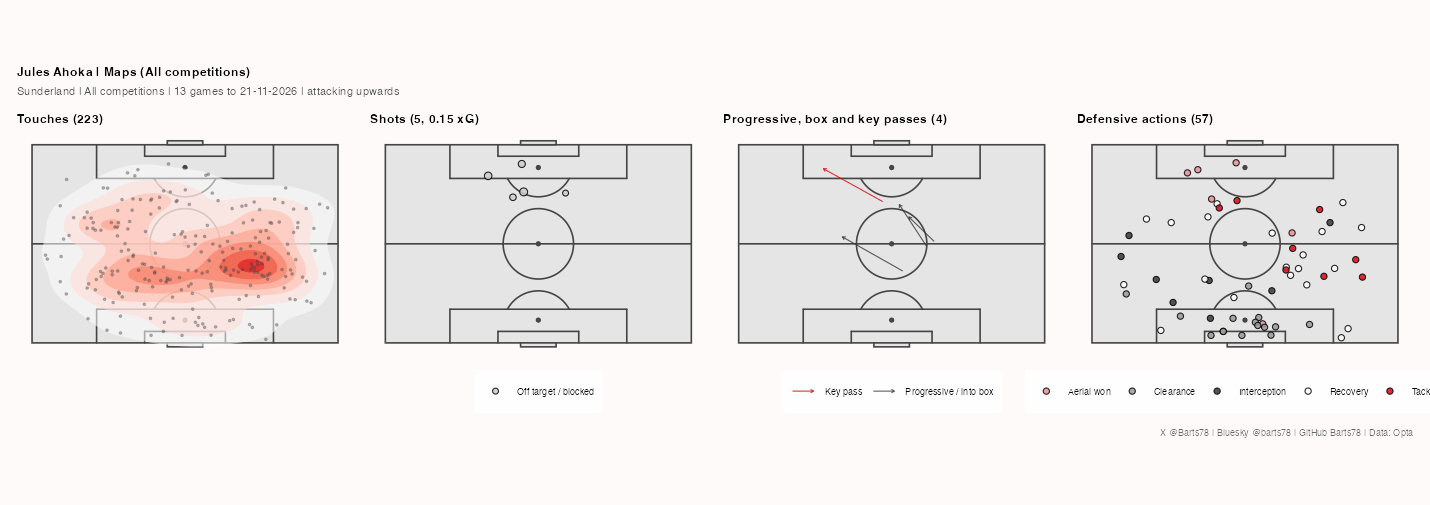 Jules Ahoka | Maps (All competitions)
Sunderland | All competitions | 13 games to 21-11-2026 | attacking upwards
Touches (223)
Shots (5, 0.15 xG)
Progressive, box and key passes (4)
Defensive actions (57)
Off target / blocked
Key pass
Progressive / into box
Aerial won
Clearance
Interception
Recovery
Tack
X @Barts78 | Bluesky @barts78 | GitHub Barts78 | Data: Opta